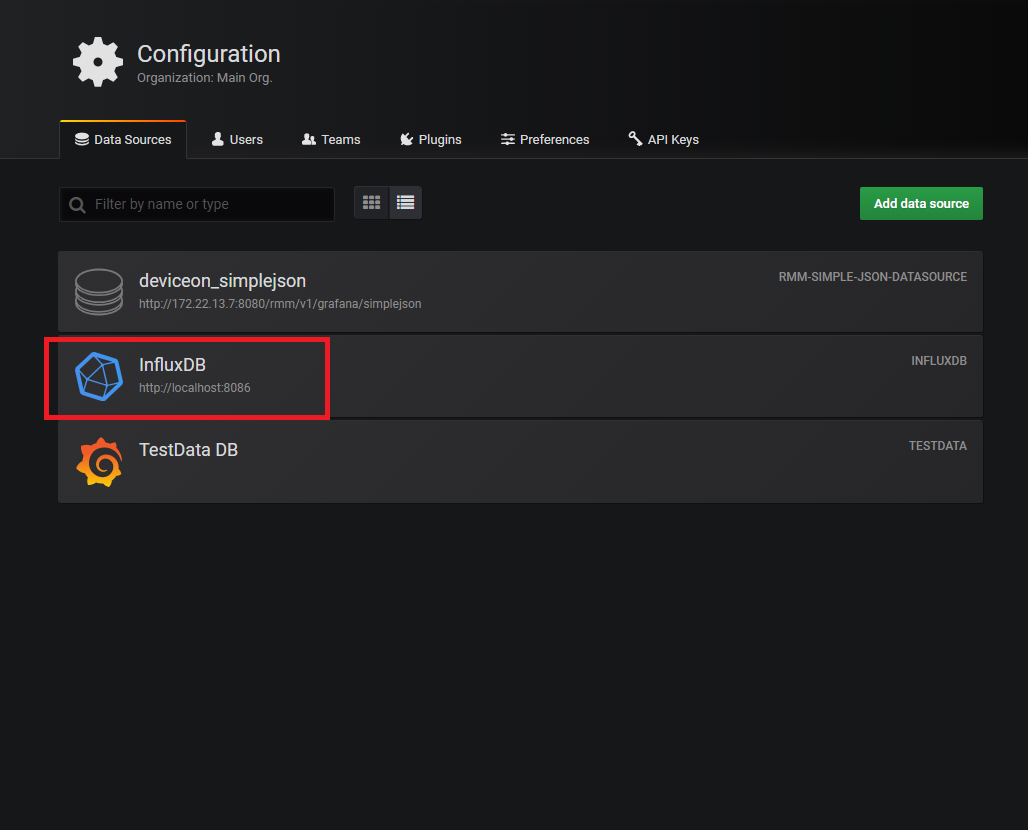 Configuration
Organization: Main Org.
Data Sources Users Teams Plugins Preferences API Keys
Filter by name or type Add data source
deviceon_simplejson RMM-SIMPLE-JSON-DATASOURCE
http://172.22.13.7:8080/rmm/v1/grafana/simplejson
InfluxDB INFLUXDB
http://localhost:8086
TestData DB TESTDATA